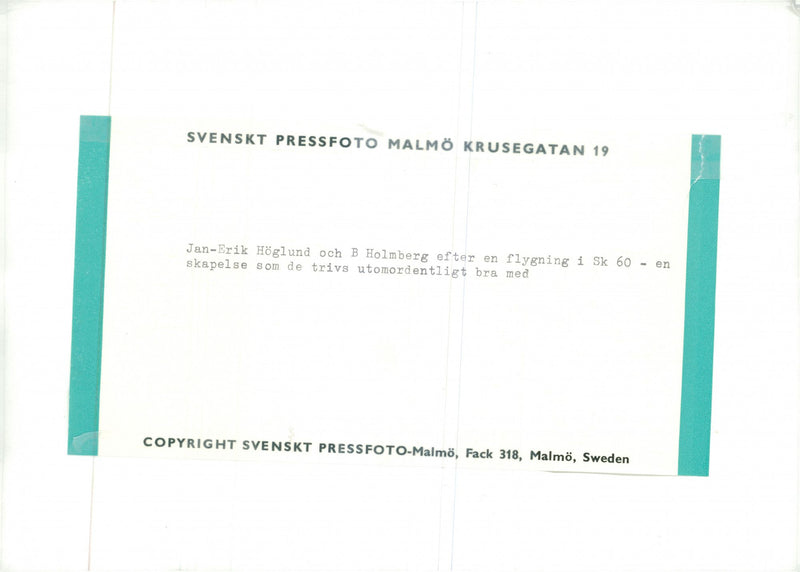 SVENSKT PRESSFOTO MALMÖ KRUSEGATAN 19
Jan-Erik Höglund och B Holmberg efter en flygning i Sk 60 - en
skapelse som de trivs utomordentligt bra med
COPYRIGHT SVENSKT PRESSFOTO-Malmö, Fack 318, Malmö, Sweden